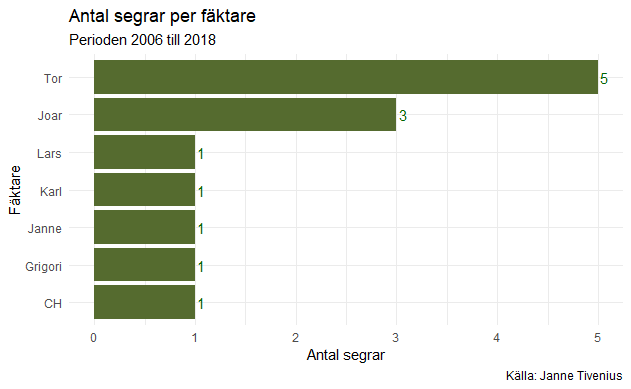 Antal segrar per fäktare
Perioden 2006 till 2018
Fäktare
Tor 5
Joar 3
Lars 1
Karl 1
Janne 1
Grigori 1
CH 1
0 1 2 3 4 5
Antal segrar
Källa: Janne Tivenius